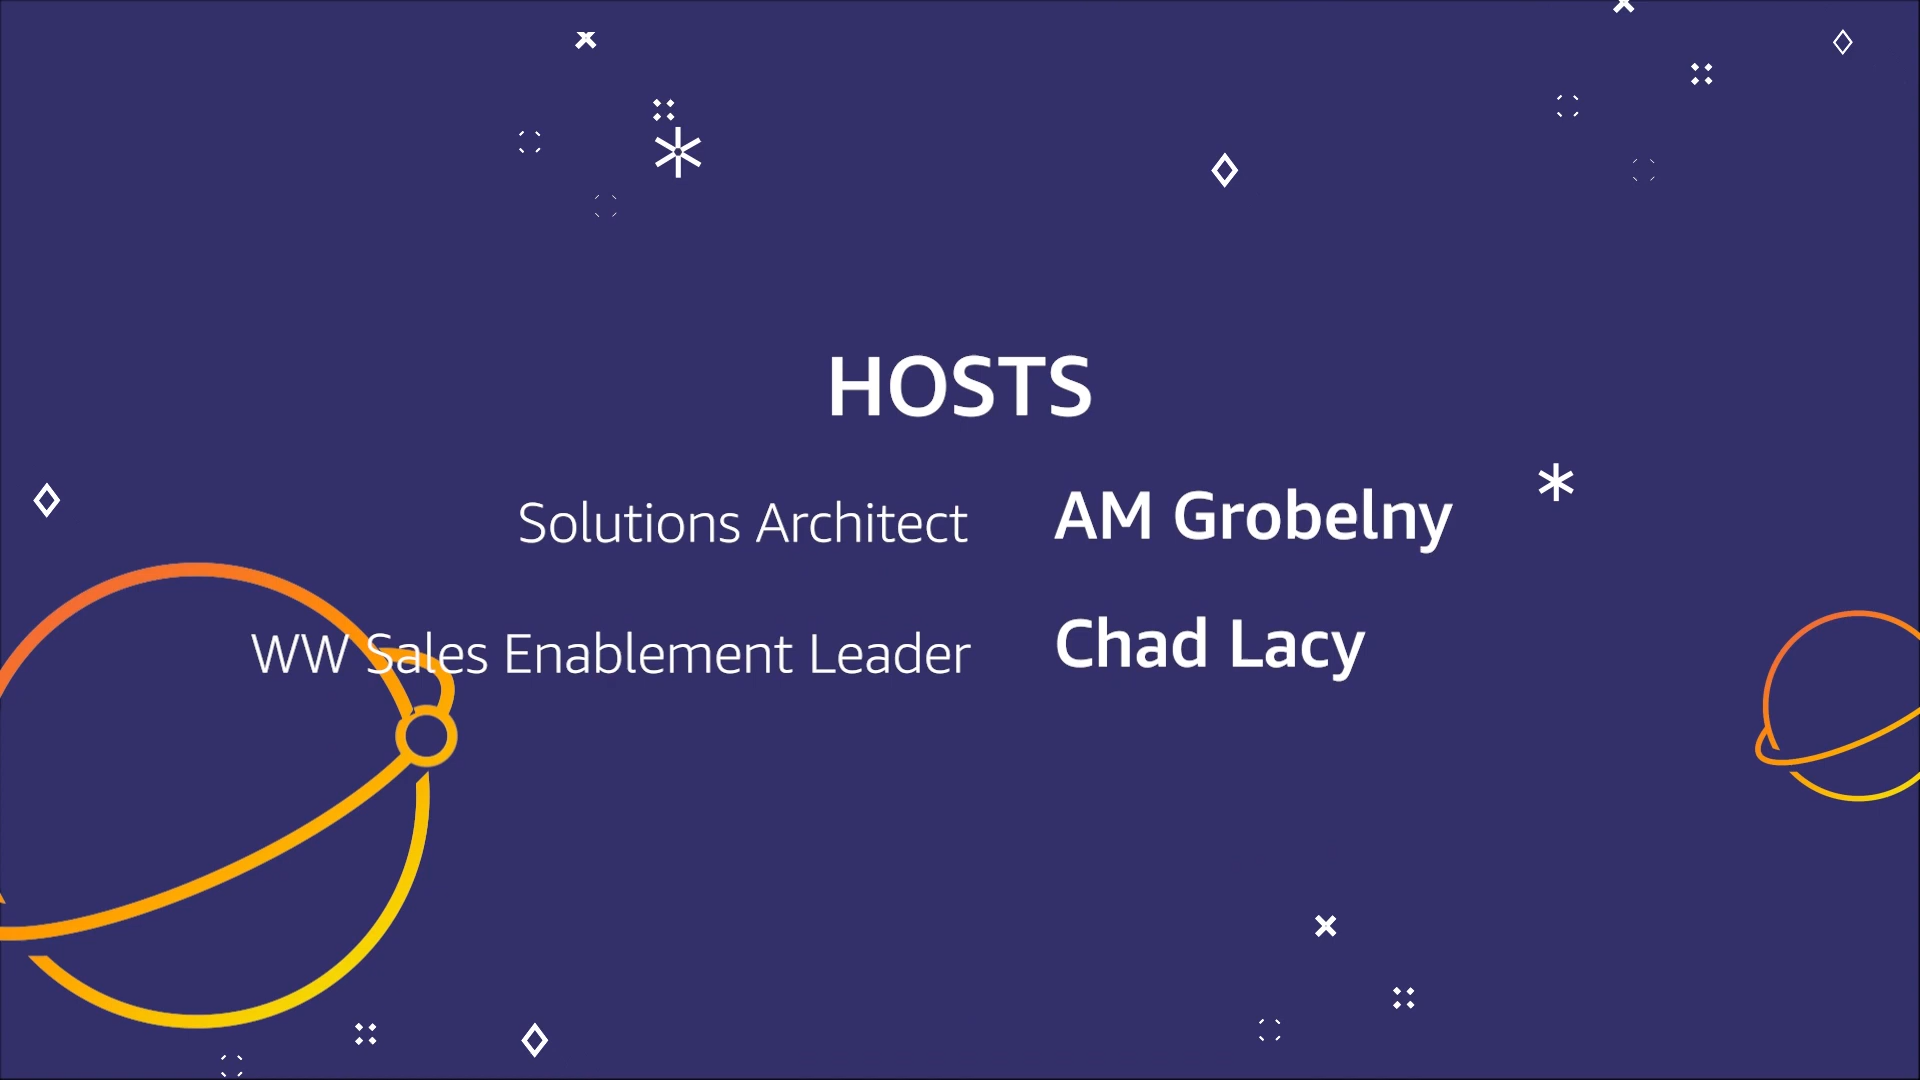 HOSTS
Solutions Architect AM Grobelny
WW Sales Enablement Leader Chad Lacy